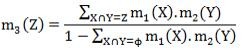 m₃(Z) = ∑X∩Y=Z m₁(X).m₂(Y) / 1 − ∑X∩Y=ϕ m₁(X).m₂(Y)